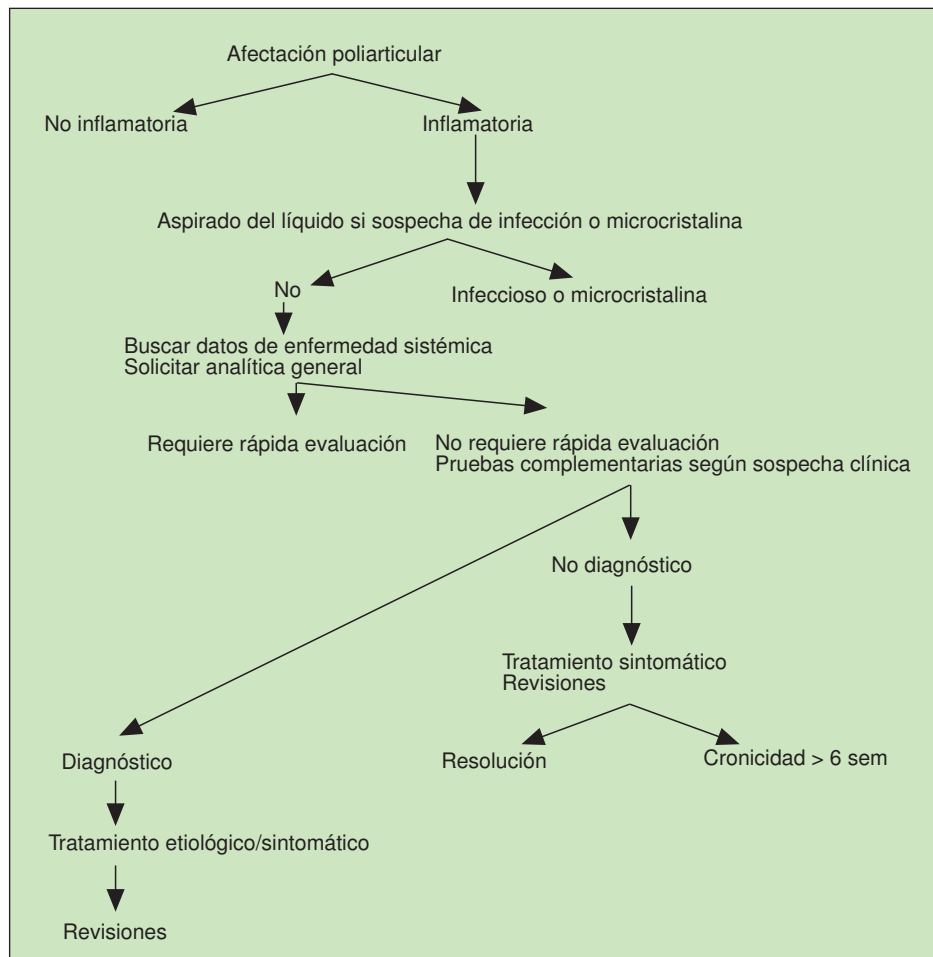 Afectación poliarticular
No inflamatoria
Inflamatoria
Aspirado del líquido si sospecha de infección o microcristalina
No
Infeccioso o microcristalina
Buscar datos de enfermedad sistémica
Solicitar analítica general
Requiere rápida evaluación
No requiere rápida evaluación
Pruebas complementarias según sospecha clínica
No diagnóstico
Tratamiento sintomático
Revisiones
Resolución
Cronicidad > 6 sem
Diagnóstico
Tratamiento etiológico/sintomático
Revisiones